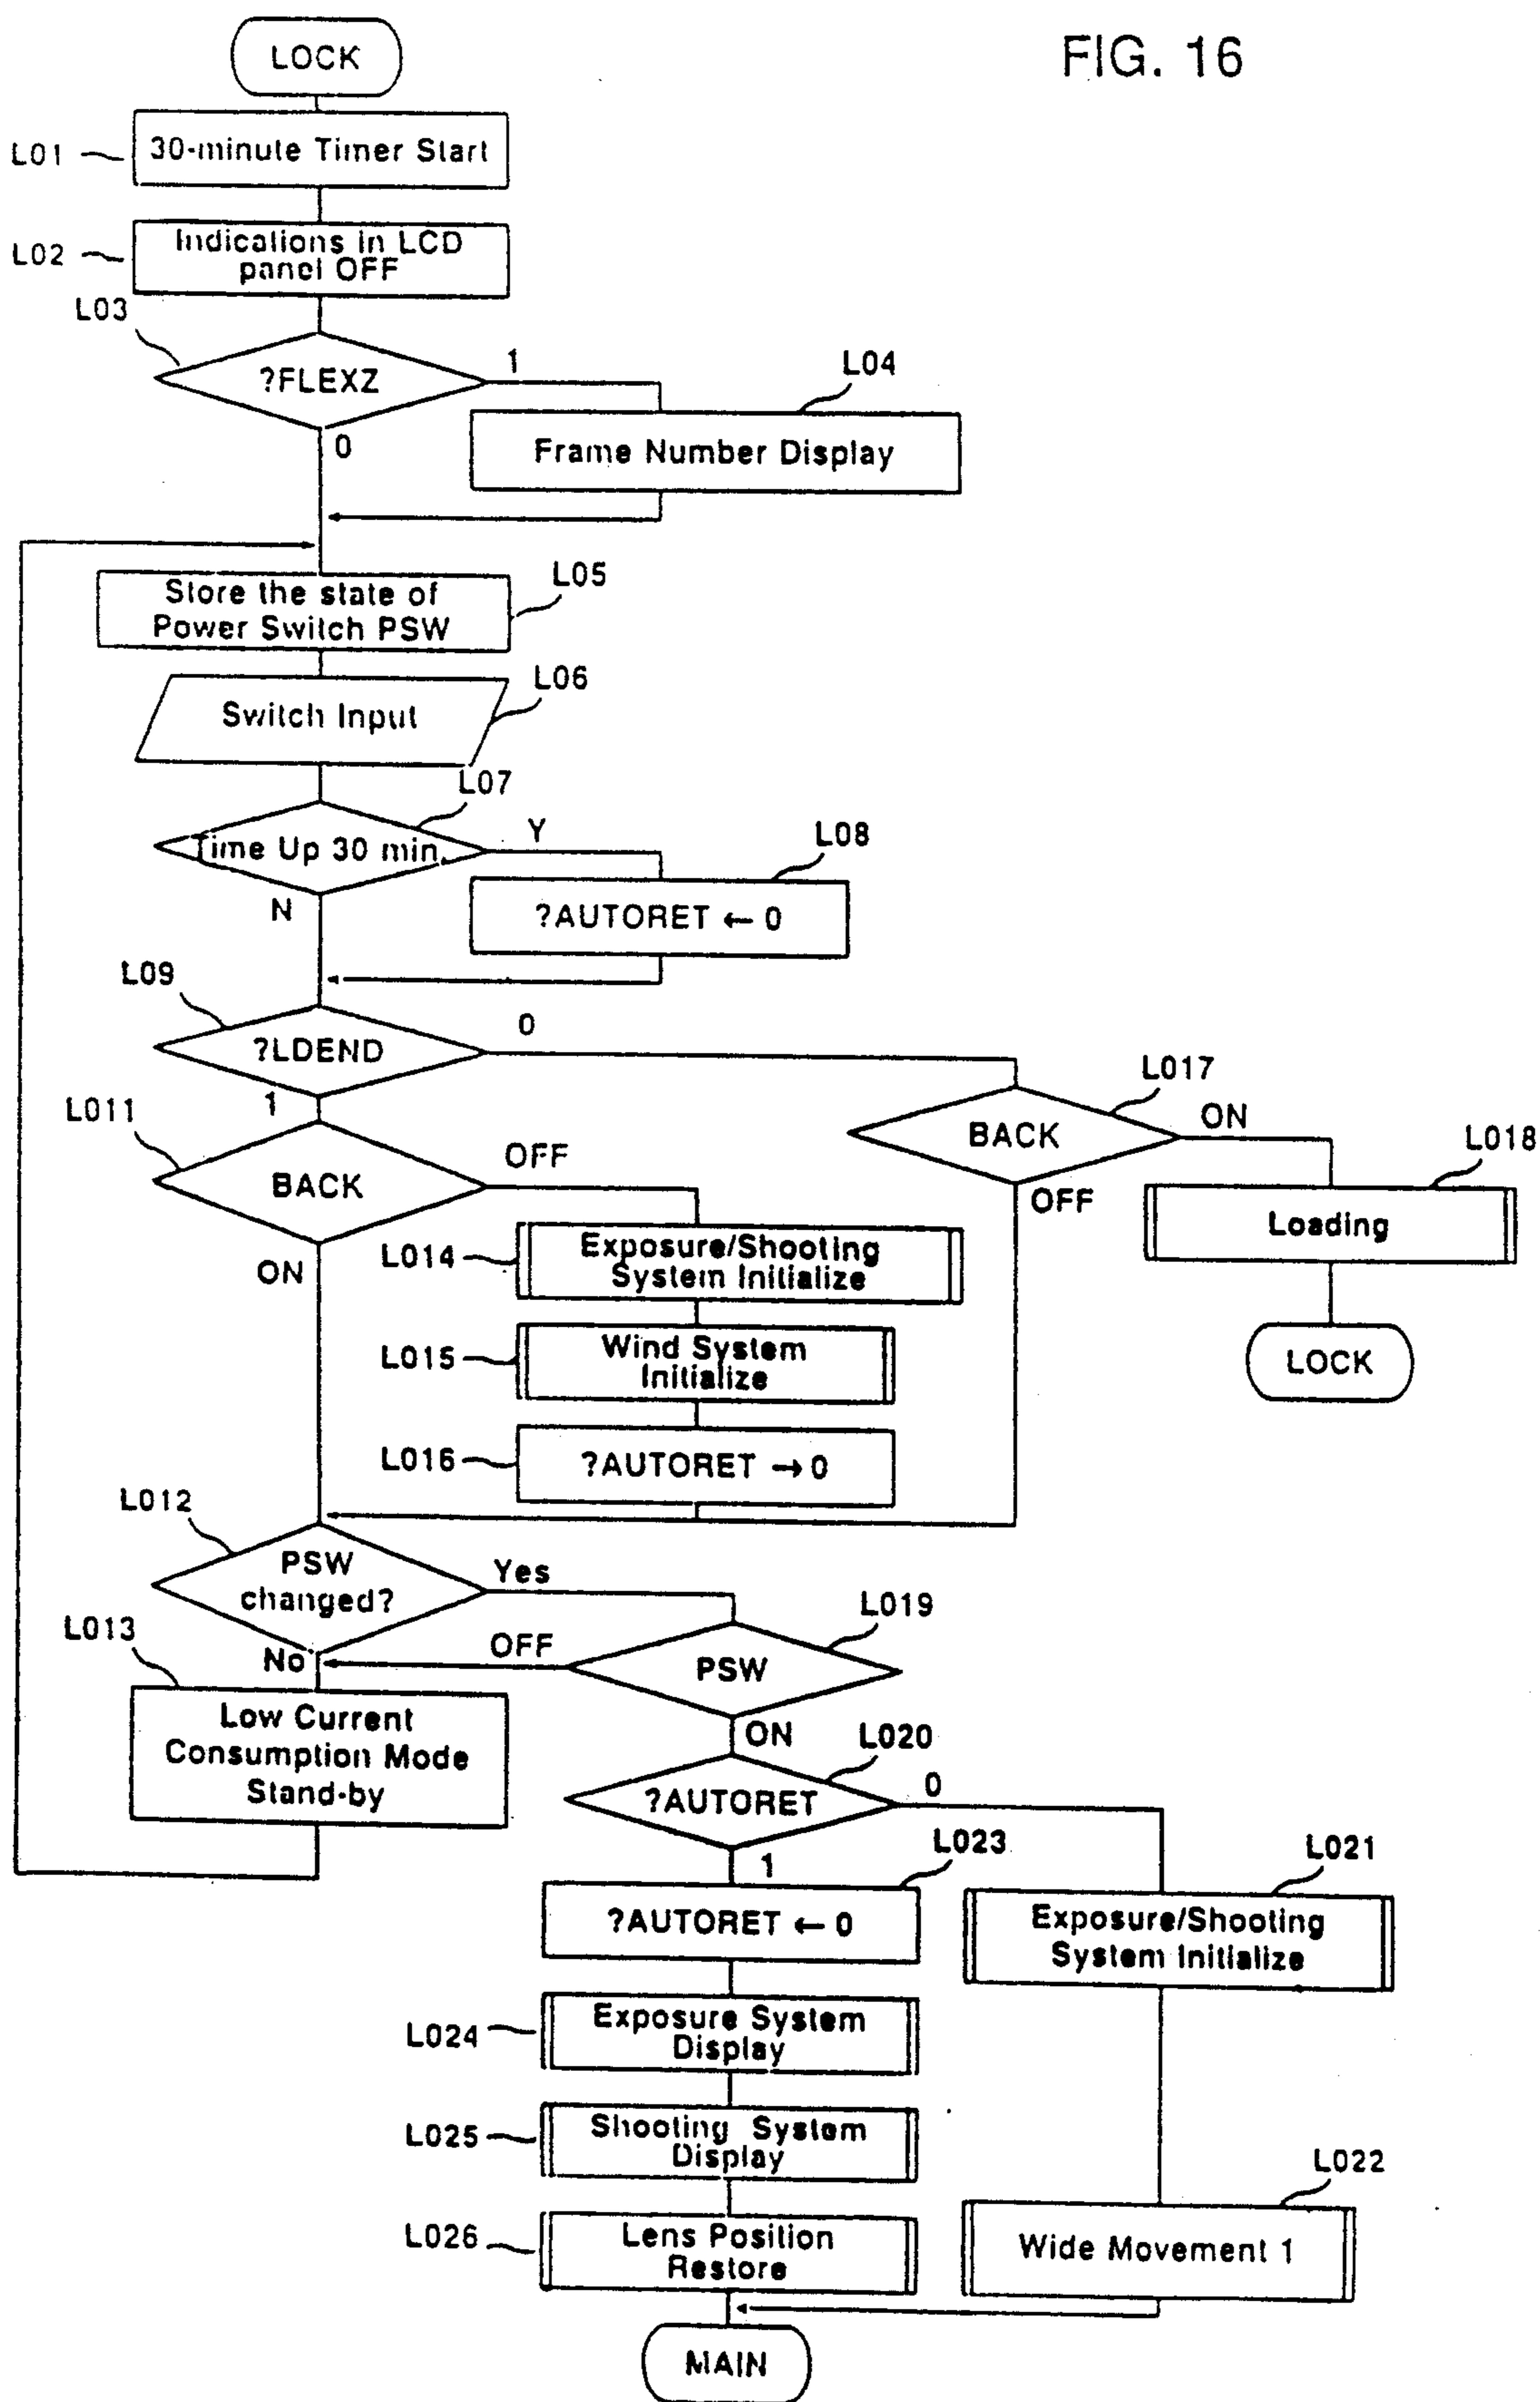 FIG. 16
LOCK
L01
30-minute Timer Start
L02
Indications in LCD
panel OFF
L03
?FLEXZ
1
0
L04
Frame Number Display
L05
Store the state of
Power Switch PSW
L06
Switch Input
L07
Time Up 30 min.
Y
N
L08
?AUTORET ← 0
L09
?LDEND
0
1
L011
BACK
OFF
ON
L017
BACK
ON
OFF
L018
Loading
LOCK
L014
Exposure/Shooting
System Initialize
L015
Wind System
Initialize
L016
?AUTORET → 0
L012
PSW
changed?
Yes
No
L019
PSW
OFF
ON
L013
Low Current
Consumption Mode
Stand-by
L020
?AUTORET
0
1
L023
?AUTORET ← 0
L021
Exposure/Shooting
System Initialize
L024
Exposure System
Display
L025
Shooting System
Display
L022
Wide Movement 1
L026
Lens Position
Restore
MAIN